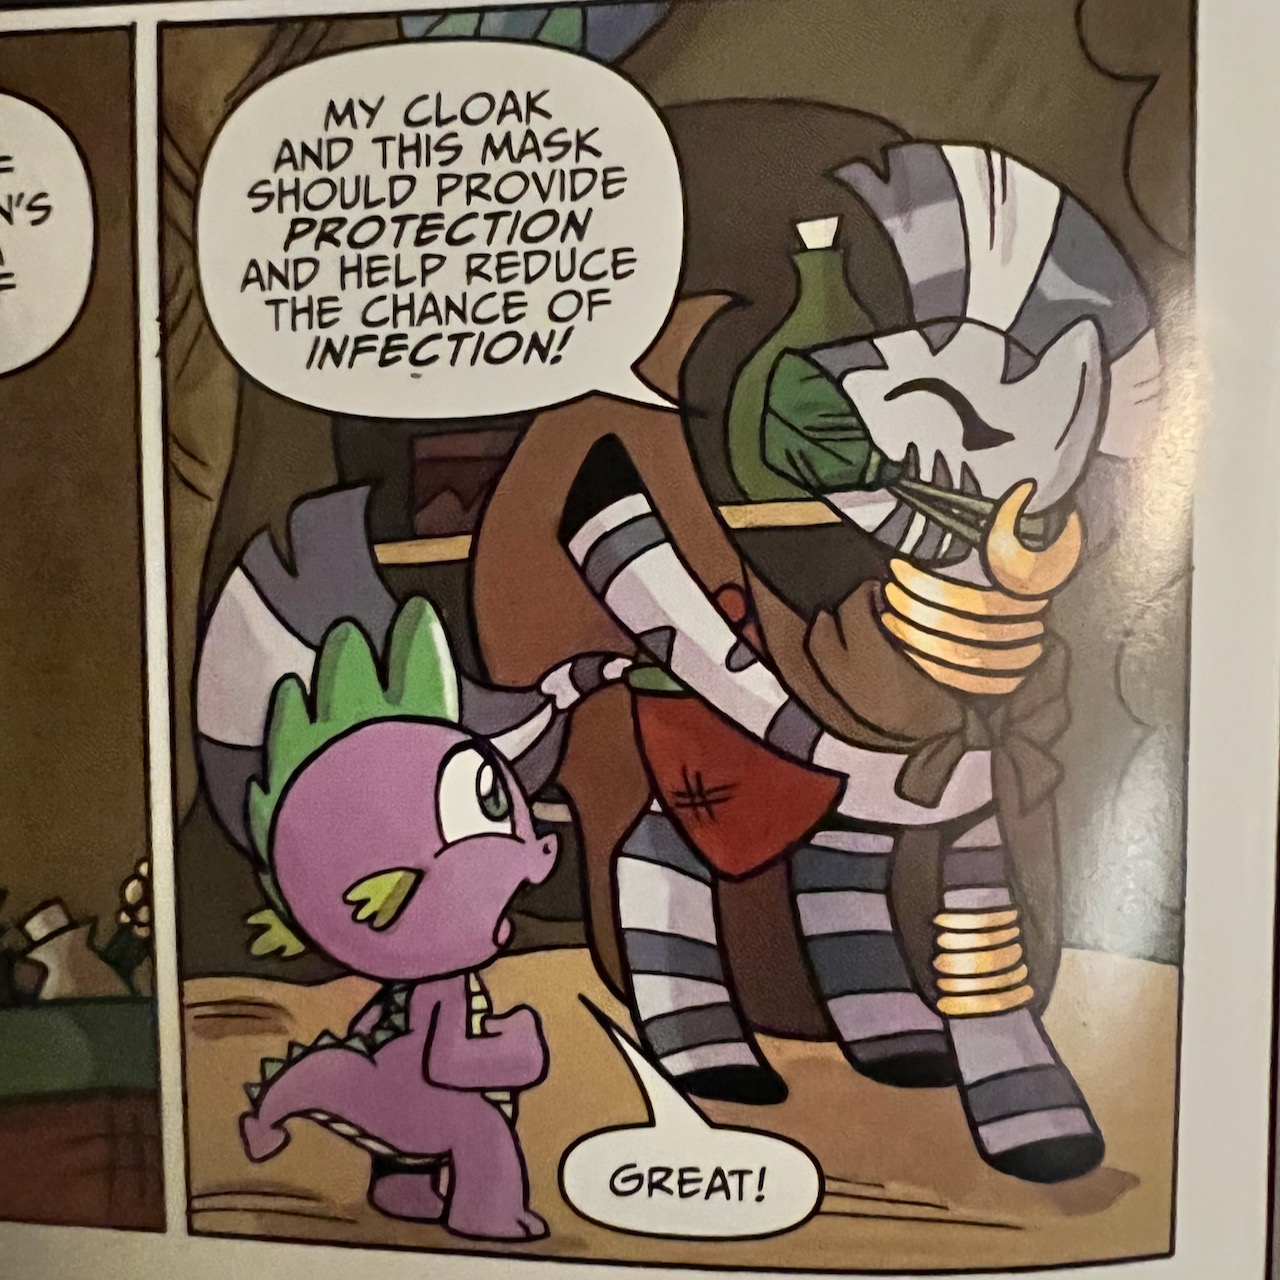 N'S
MY CLOAK
AND THIS MASK
SHOULD PROVIDE
PROTECTION
AND HELP REDUCE
THE CHANCE OF
INFECTION!
GREAT!